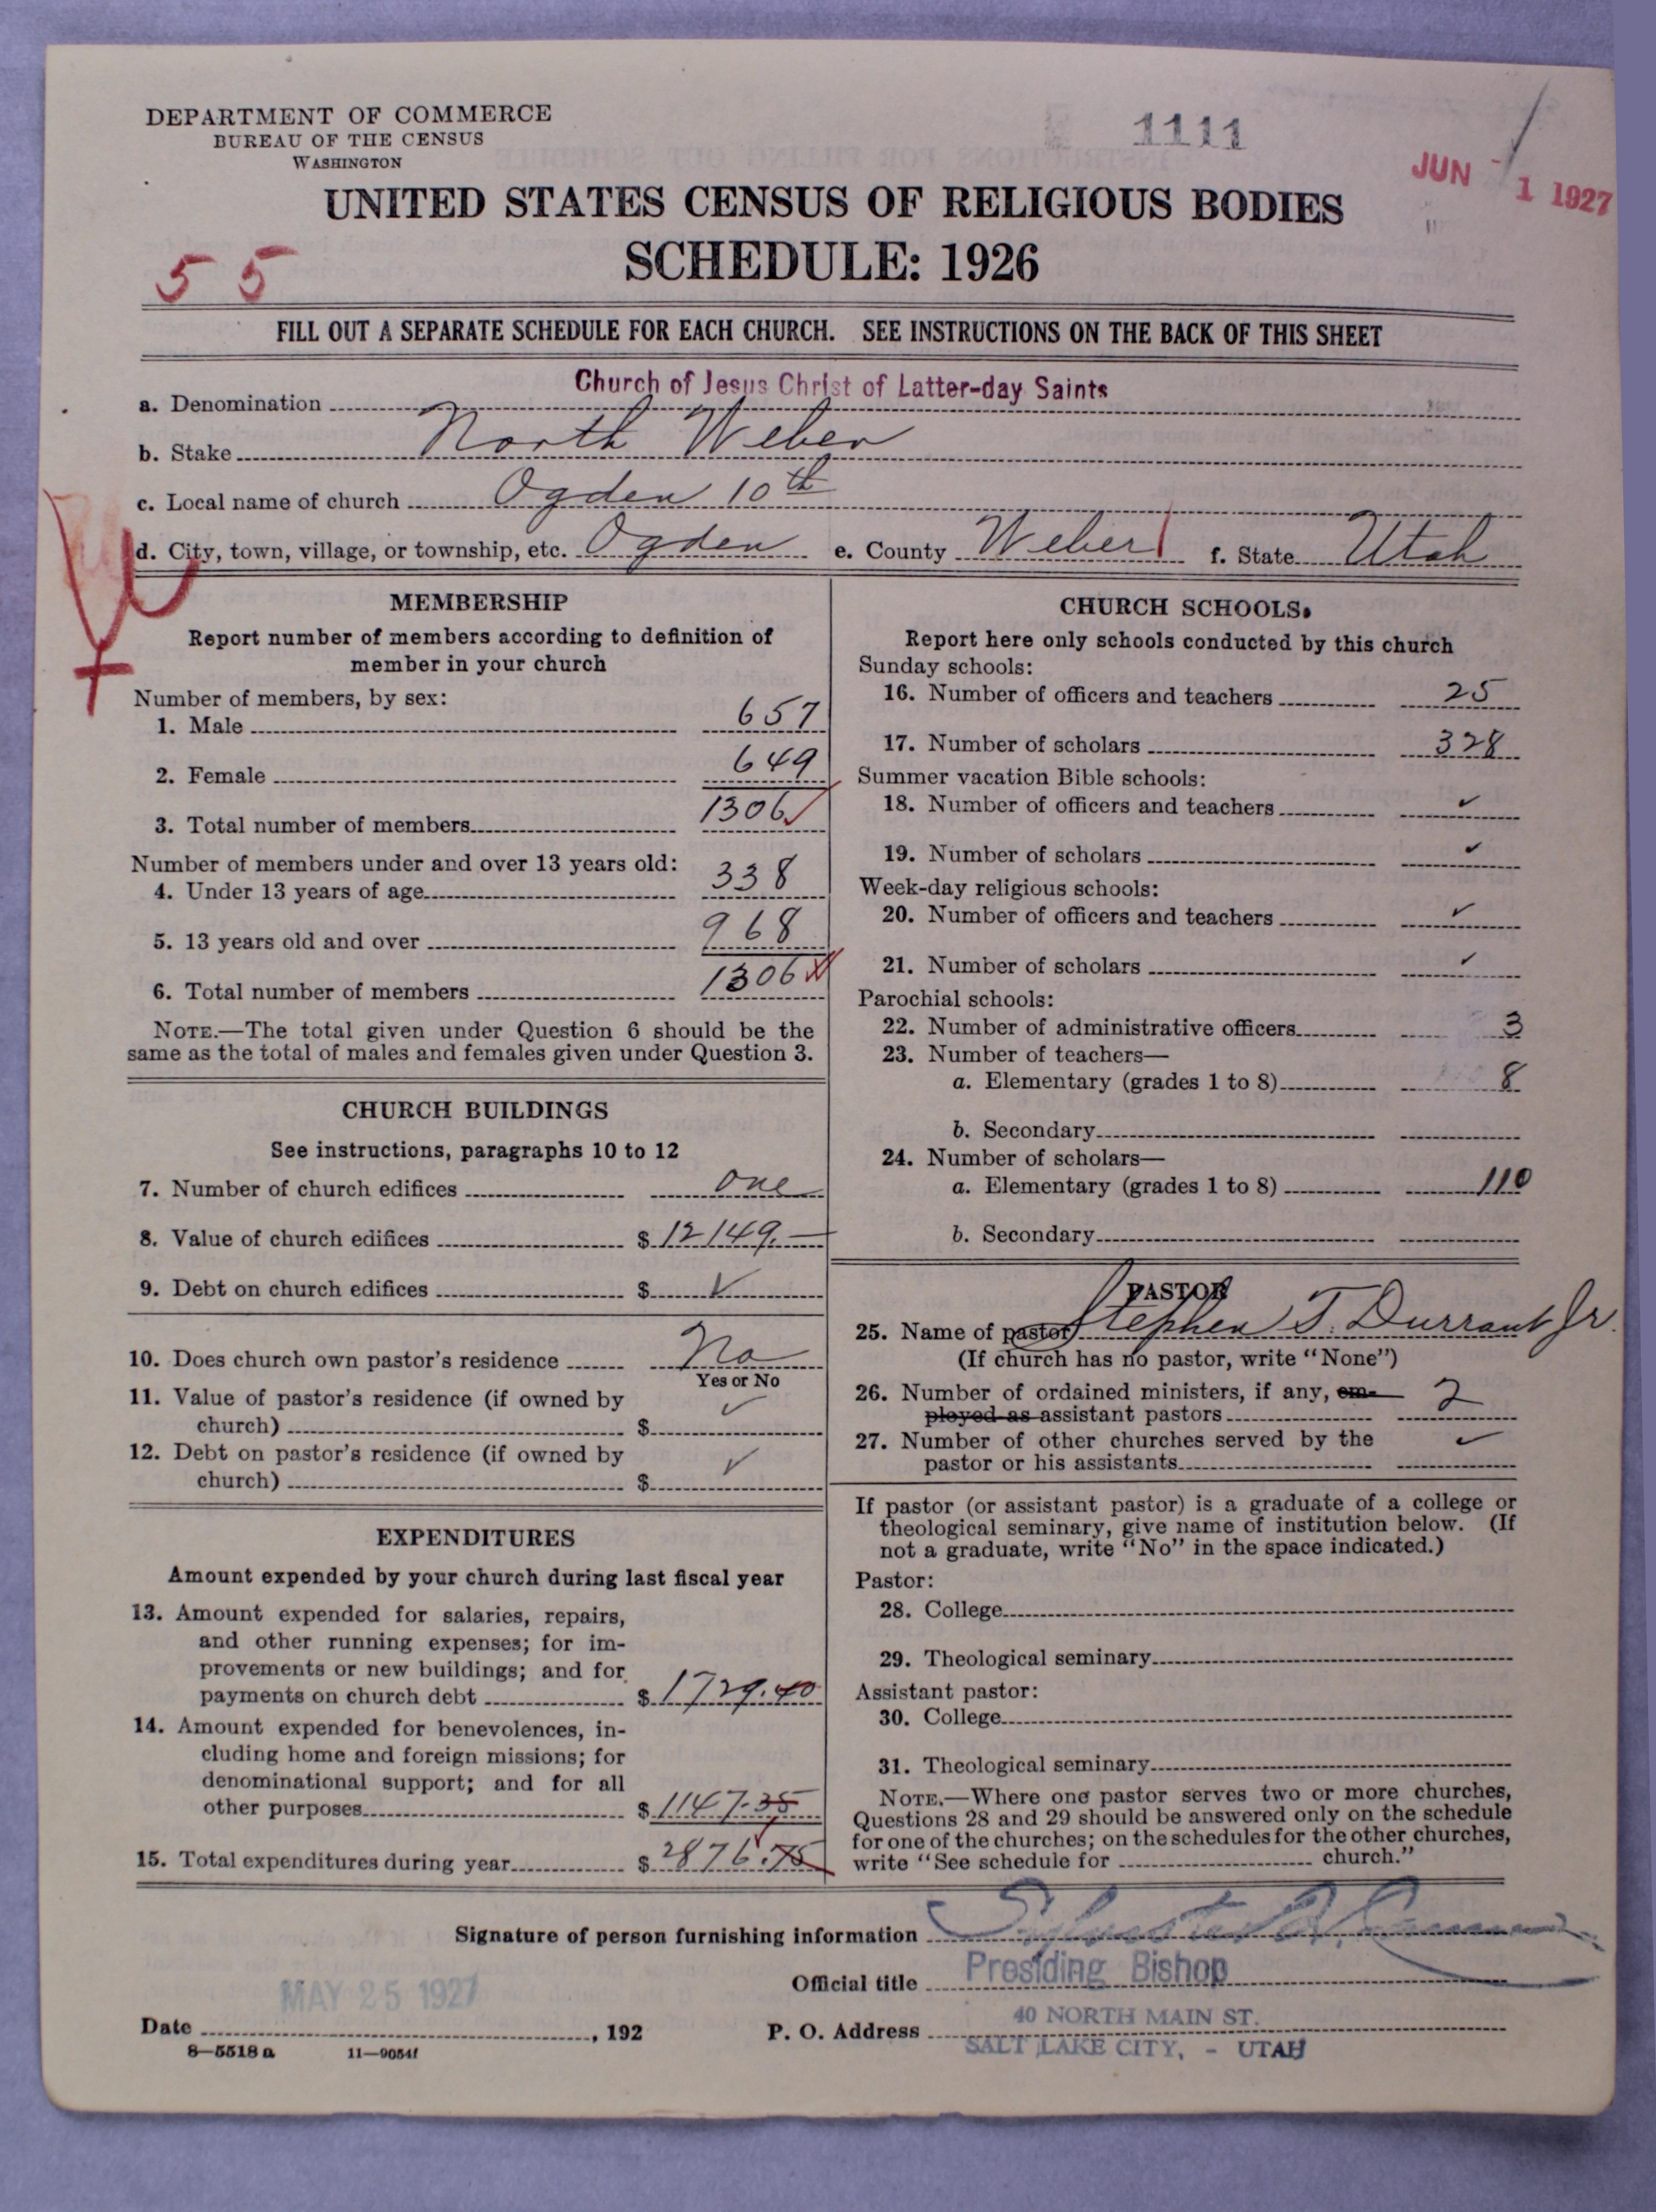 DEPARTMENT OF COMMERCE
BUREAU OF THE CENSUS
WASHINGTON
1111
JUN 1 1927
UNITED STATES CENSUS OF RELIGIOUS BODIES
SCHEDULE: 1926
5 5
FILL OUT A SEPARATE SCHEDULE FOR EACH CHURCH. SEE INSTRUCTIONS ON THE BACK OF THIS SHEET
a. Denomination Church of Jesus Christ of Latter-day Saints
b. Stake North Weber
c. Local name of church Ogden 10th
d. City, town, village, or township, etc. Ogden e. County Weber f. State Utah
MEMBERSHIP
Report number of members according to definition of
member in your church
Number of members, by sex:
1. Male 657
2. Female 649
3. Total number of members 1306
Number of members under and over 13 years old:
4. Under 13 years of age 338
5. 13 years old and over 968
6. Total number of members 1306
NOTE.—The total given under Question 6 should be the
same as the total of males and females given under Question 3.
CHURCH BUILDINGS
See instructions, paragraphs 10 to 12
7. Number of church edifices one
8. Value of church edifices $ 12149.—
9. Debt on church edifices $ ✓
10. Does church own pastor's residence No
Yes or No
11. Value of pastor's residence (if owned by
church) $ ✓
12. Debt on pastor's residence (if owned by
church) $ ✓
EXPENDITURES
Amount expended by your church during last fiscal year
13. Amount expended for salaries, repairs,
and other running expenses; for im-
provements or new buildings; and for
payments on church debt $ 1729.40
14. Amount expended for benevolences, in-
cluding home and foreign missions; for
denominational support; and for all
other purposes $ 1147.35
15. Total expenditures during year $ 2876.75
CHURCH SCHOOLS.
Report here only schools conducted by this church
Sunday schools:
16. Number of officers and teachers 25
17. Number of scholars 328
Summer vacation Bible schools:
18. Number of officers and teachers ✓
19. Number of scholars ✓
Week-day religious schools:
20. Number of officers and teachers ✓
21. Number of scholars ✓
Parochial schools:
22. Number of administrative officers 3
23. Number of teachers—
a. Elementary (grades 1 to 8) 8
b. Secondary
24. Number of scholars—
a. Elementary (grades 1 to 8) 110
b. Secondary
PASTOR
25. Name of pastor Stephen T. Durrant Jr.
(If church has no pastor, write "None")
26. Number of ordained ministers, if any, em-
ployed as assistant pastors 2
27. Number of other churches served by the
pastor or his assistants ✓
If pastor (or assistant pastor) is a graduate of a college or
theological seminary, give name of institution below. (If
not a graduate, write "No" in the space indicated.)
Pastor:
28. College
29. Theological seminary
Assistant pastor:
30. College
31. Theological seminary
NOTE.—Where one pastor serves two or more churches,
Questions 28 and 29 should be answered only on the schedule
for one of the churches; on the schedules for the other churches,
write "See schedule for church."
Signature of person furnishing information Sylvester Q. Cannon
Official title Presiding Bishop
MAY 25 1927
Date , 192
P. O. Address 40 NORTH MAIN ST.
SALT LAKE CITY, - UTAH
8—5518 a 11—9054f